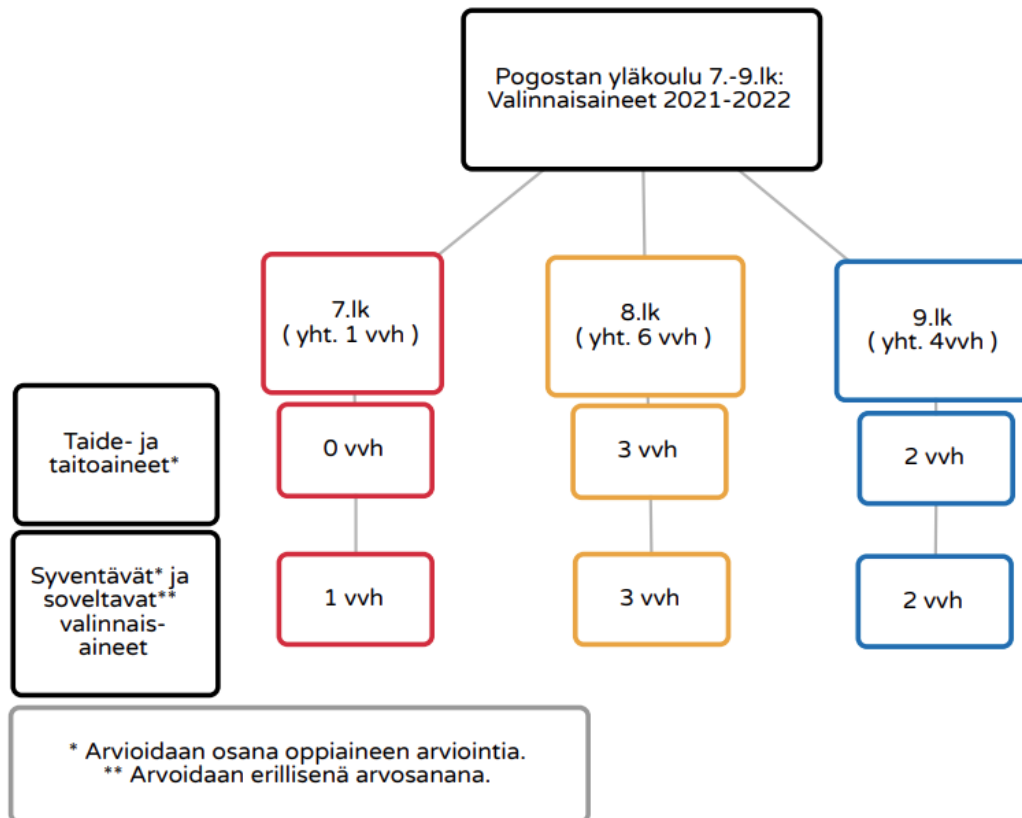 Pogostan yläkoulu 7.-9.lk:
Valinnaisaineet 2021-2022
7.lk
( yht. 1 vvh )
8.lk
( yht. 6 vvh )
9.lk
( yht. 4vvh )
Taide- ja
taitoaineet*
0 vvh
3 vvh
2 vvh
Syventävät* ja
soveltavat**
valinnais-
aineet
1 vvh
3 vvh
2 vvh
* Arvioidaan osana oppiaineen arviointia.
** Arvoidaan erillisenä arvosanana.